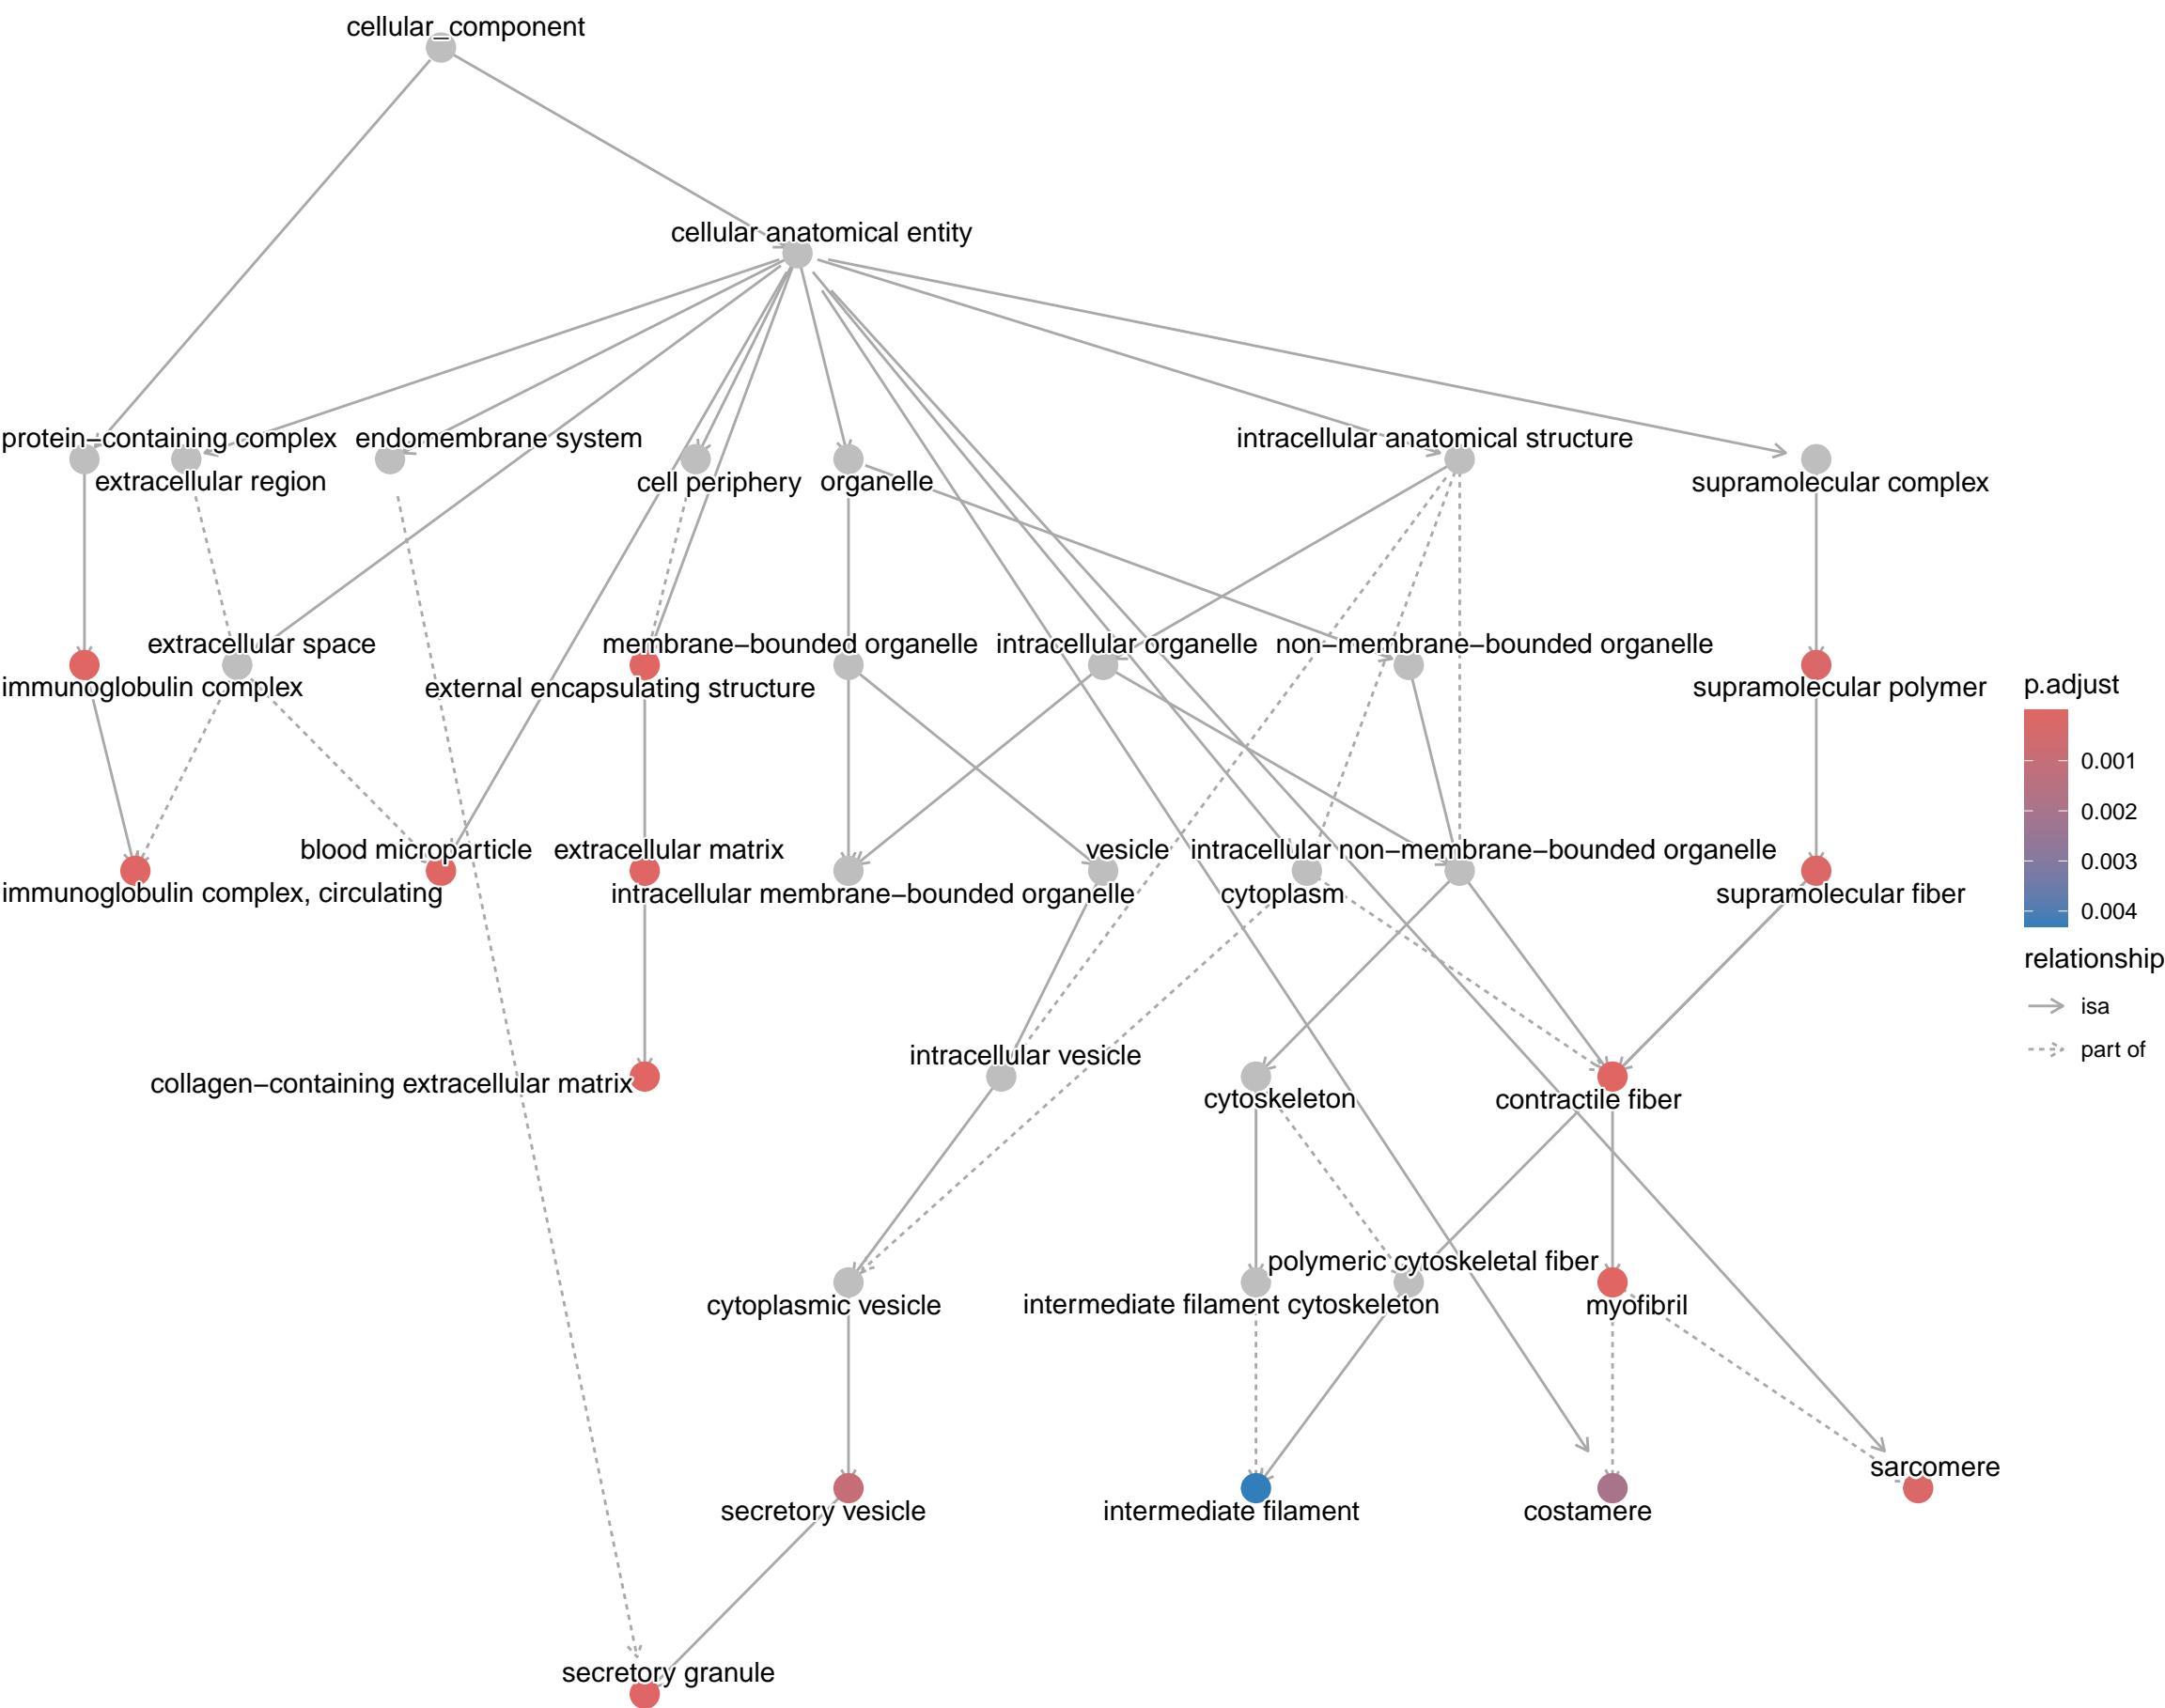 cellular_component
cellular anatomical entity
protein−containing complex
endomembrane system
intracellular anatomical structure
extracellular region
cell periphery
organelle
supramolecular complex
extracellular space
membrane−bounded organelle
intracellular organelle
non−membrane−bounded organelle
immunoglobulin complex
external encapsulating structure
supramolecular polymer
blood microparticle
extracellular matrix
vesicle
intracellular non−membrane−bounded organelle
immunoglobulin complex, circulating
intracellular membrane−bounded organelle
cytoplasm
supramolecular fiber
intracellular vesicle
collagen−containing extracellular matrix
cytoskeleton
contractile fiber
polymeric cytoskeletal fiber
cytoplasmic vesicle
intermediate filament cytoskeleton
myofibril
sarcomere
secretory vesicle
intermediate filament
costamere
secretory granule
p.adjust
0.001
0.002
0.003
0.004
relationship
isa
part of